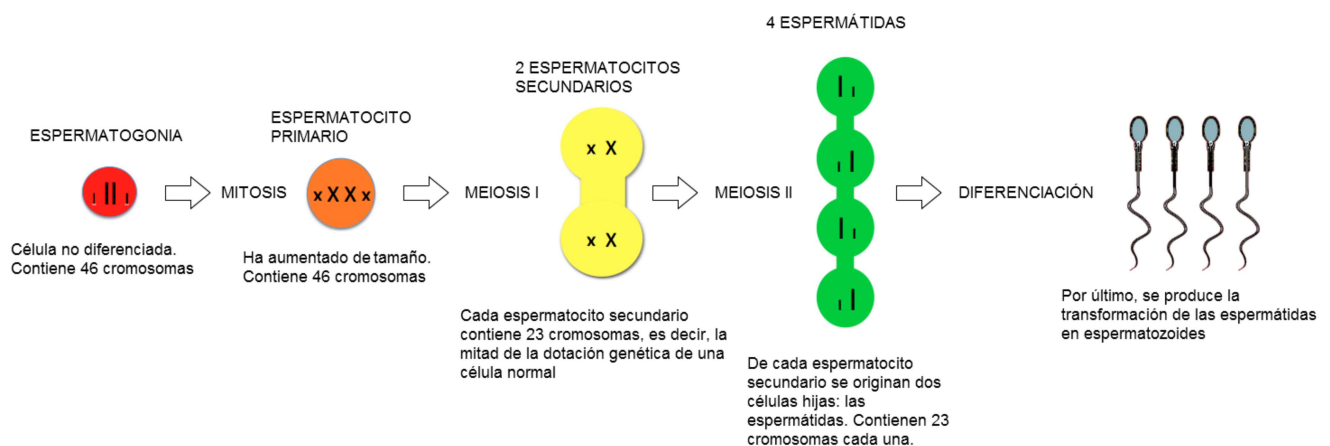 ESPERMATOGONIA
Célula no diferenciada.
Contiene 46 cromosomas
MITOSIS
ESPERMATOCITO
PRIMARIO
Ha aumentado de tamaño.
Contiene 46 cromosomas
MEIOSIS I
2 ESPERMATOCITOS
SECUNDARIOS
Cada espermatocito secundario
contiene 23 cromosomas, es decir, la
mitad de la dotación genética de una
célula normal
MEIOSIS II
4 ESPERMÁTIDAS
De cada espermatocito
secundario se originan dos
células hijas: las
espermátidas. Contienen 23
cromosomas cada una.
DIFERENCIACIÓN
Por último, se produce la
transformación de las espermátidas
en espermatozoides